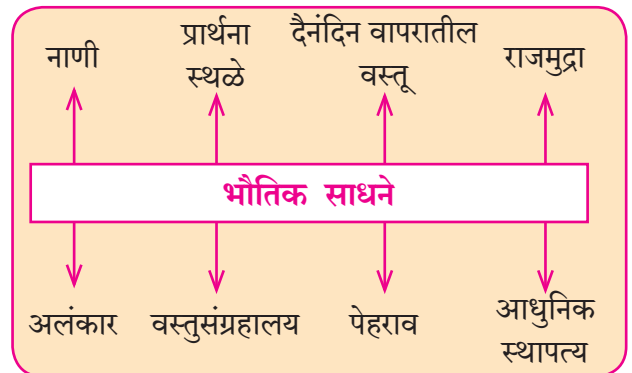 नाणी
प्रार्थना
स्थळे
दैनंदिन वापरातील
वस्तू
राजमुद्रा
भौतिक साधने
अलंकार
वस्तुसंग्रहालय
पेहराव
आधुनिक
स्थापत्य